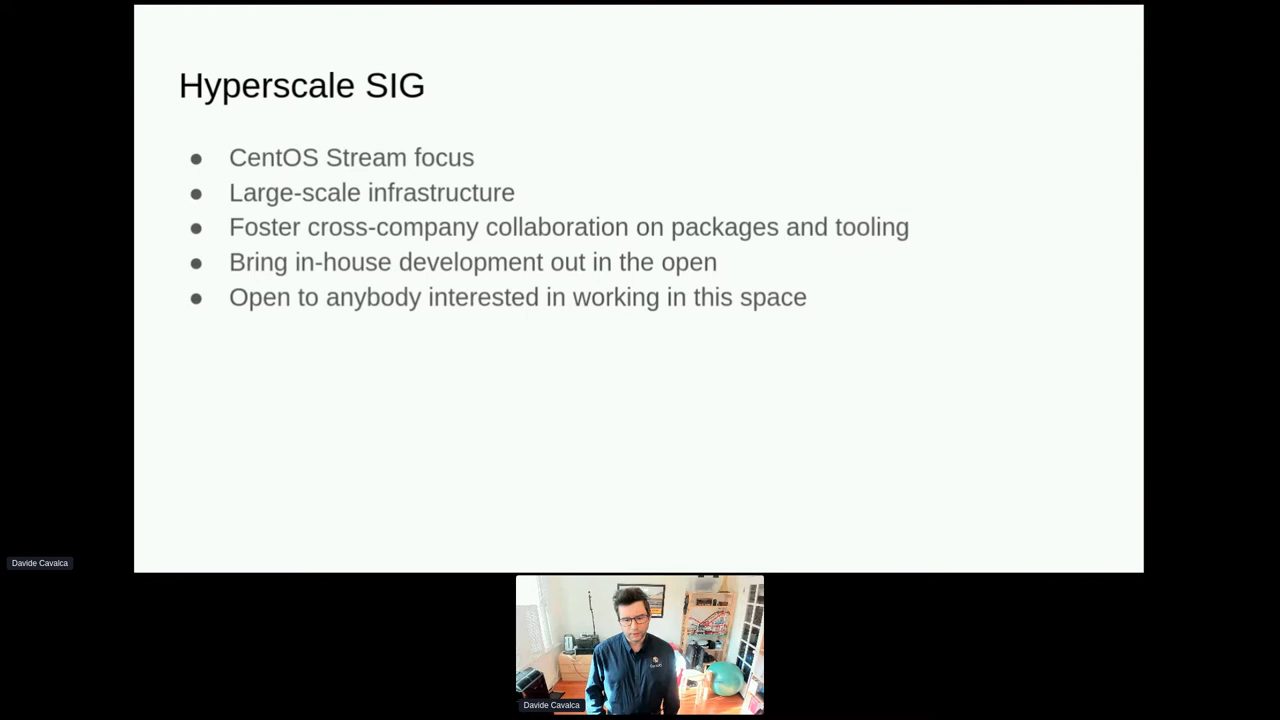 Hyperscale SIG
● CentOS Stream focus
● Large-scale infrastructure
● Foster cross-company collaboration on packages and tooling
● Bring in-house development out in the open
● Open to anybody interested in working in this space
Davide Cavalca
Davide Cavalca